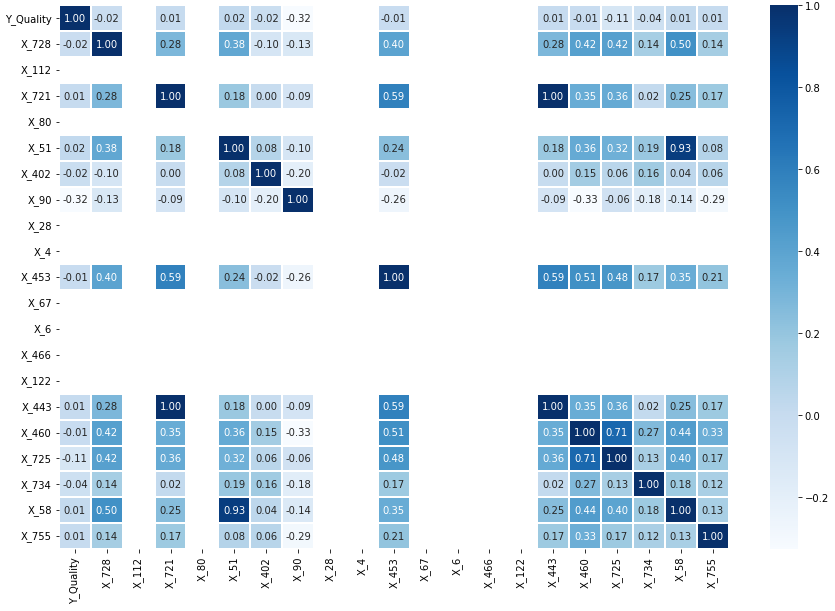 Y_Quality 1.00 -0.02 0.01 0.02 -0.02 -0.32 -0.01 0.01 -0.01 -0.11 -0.04 0.01 0.01
X_728 -0.02 1.00 0.28 0.38 -0.10 -0.13 0.40 0.28 0.42 0.42 0.14 0.50 0.14
X_112
X_721 0.01 0.28 1.00 0.18 0.00 -0.09 0.59 1.00 0.35 0.36 0.02 0.25 0.17
X_80
X_51 0.02 0.38 0.18 1.00 0.08 -0.10 0.24 0.18 0.36 0.32 0.19 0.93 0.08
X_402 -0.02 -0.10 0.00 0.08 1.00 -0.20 -0.02 0.00 0.15 0.06 0.16 0.04 0.06
X_90 -0.32 -0.13 -0.09 -0.10 -0.20 1.00 -0.26 -0.09 -0.33 -0.06 -0.18 -0.14 -0.29
X_28
X_4
X_453 -0.01 0.40 0.59 0.24 -0.02 -0.26 1.00 0.59 0.51 0.48 0.17 0.35 0.21
X_67
X_6
X_466
X_122
X_443 0.01 0.28 1.00 0.18 0.00 -0.09 0.59 1.00 0.35 0.36 0.02 0.25 0.17
X_460 -0.01 0.42 0.35 0.36 0.15 -0.33 0.51 0.35 1.00 0.71 0.27 0.44 0.33
X_725 -0.11 0.42 0.36 0.32 0.06 -0.06 0.48 0.36 0.71 1.00 0.13 0.40 0.17
X_734 -0.04 0.14 0.02 0.19 0.16 -0.18 0.17 0.02 0.27 0.13 1.00 0.18 0.12
X_58 0.01 0.50 0.25 0.93 0.04 -0.14 0.35 0.25 0.44 0.40 0.18 1.00 0.13
X_755 0.01 0.14 0.17 0.08 0.06 -0.29 0.21 0.17 0.33 0.17 0.12 0.13 1.00
Y_Quality X_728 X_112 X_721 X_80 X_51 X_402 X_90 X_28 X_4 X_453 X_67 X_6 X_466 X_122 X_443 X_460 X_725 X_734 X_58 X_755
1.0
0.8
0.6
0.4
0.2
0.0
−0.2